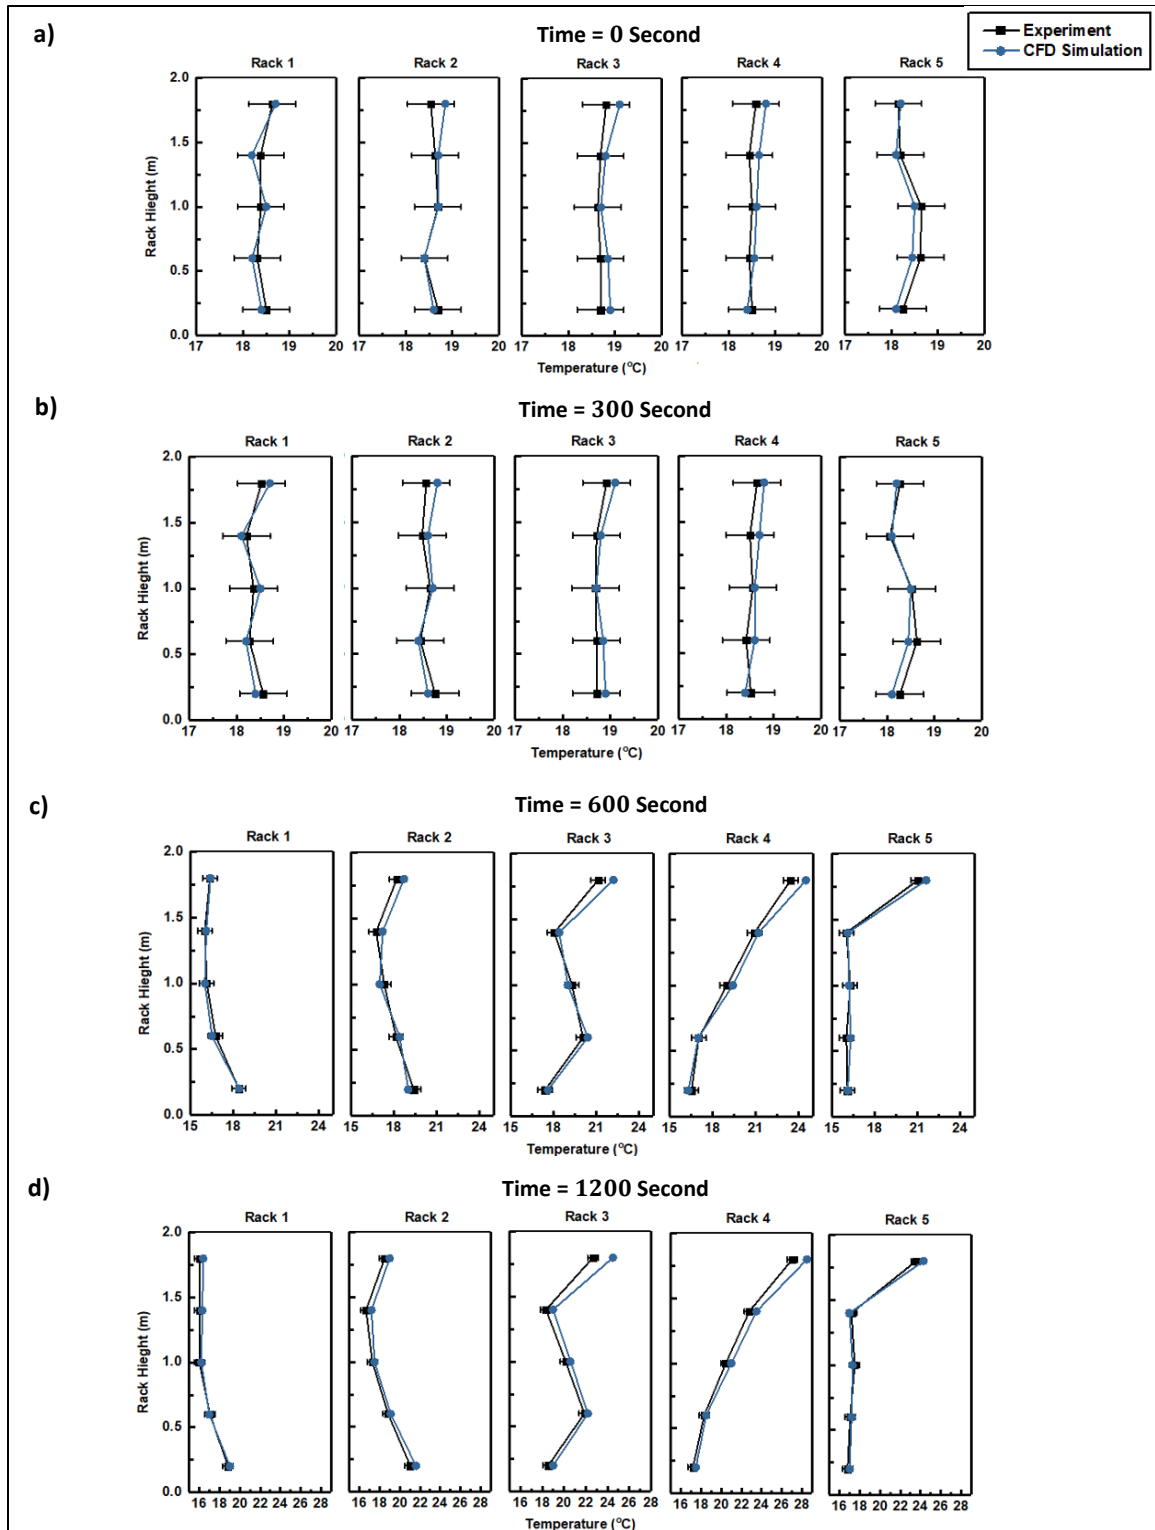 a)
Time = 0 Second
Experiment
CFD Simulation
Rack 1 Rack 2 Rack 3 Rack 4 Rack 5
2.0
1.5
1.0
0.5
0.0
Rack Hieght (m)
17 18 19 20 17 18 19 20 17 18 19 20 17 18 19 20 17 18 19 20
Temperature (°C)
b)
Time = 300 Second
Rack 1 Rack 2 Rack 3 Rack 4 Rack 5
2.0
1.5
1.0
0.5
0.0
Rack Hieght (m)
17 18 19 20 17 18 19 20 17 18 19 20 17 18 19 20 17 18 19 20
Temperature (°C)
c)
Time = 600 Second
Rack 1 Rack 2 Rack 3 Rack 4 Rack 5
2.0
1.5
1.0
0.5
0.0
Rack Hieght (m)
15 18 21 24 15 18 21 24 15 18 21 24 15 18 21 24 15 18 21 24
Temperature (°C)
d)
Time = 1200 Second
Rack 1 Rack 2 Rack 3 Rack 4 Rack 5
2.0
1.5
1.0
0.5
0.0
Rack Hieght (m)
16 20 24 28 16 18 20 22 24 26 28 16 18 20 22 24 26 28 16 18 20 22 24 26 28 16 20 24 28
Temperature (°C)